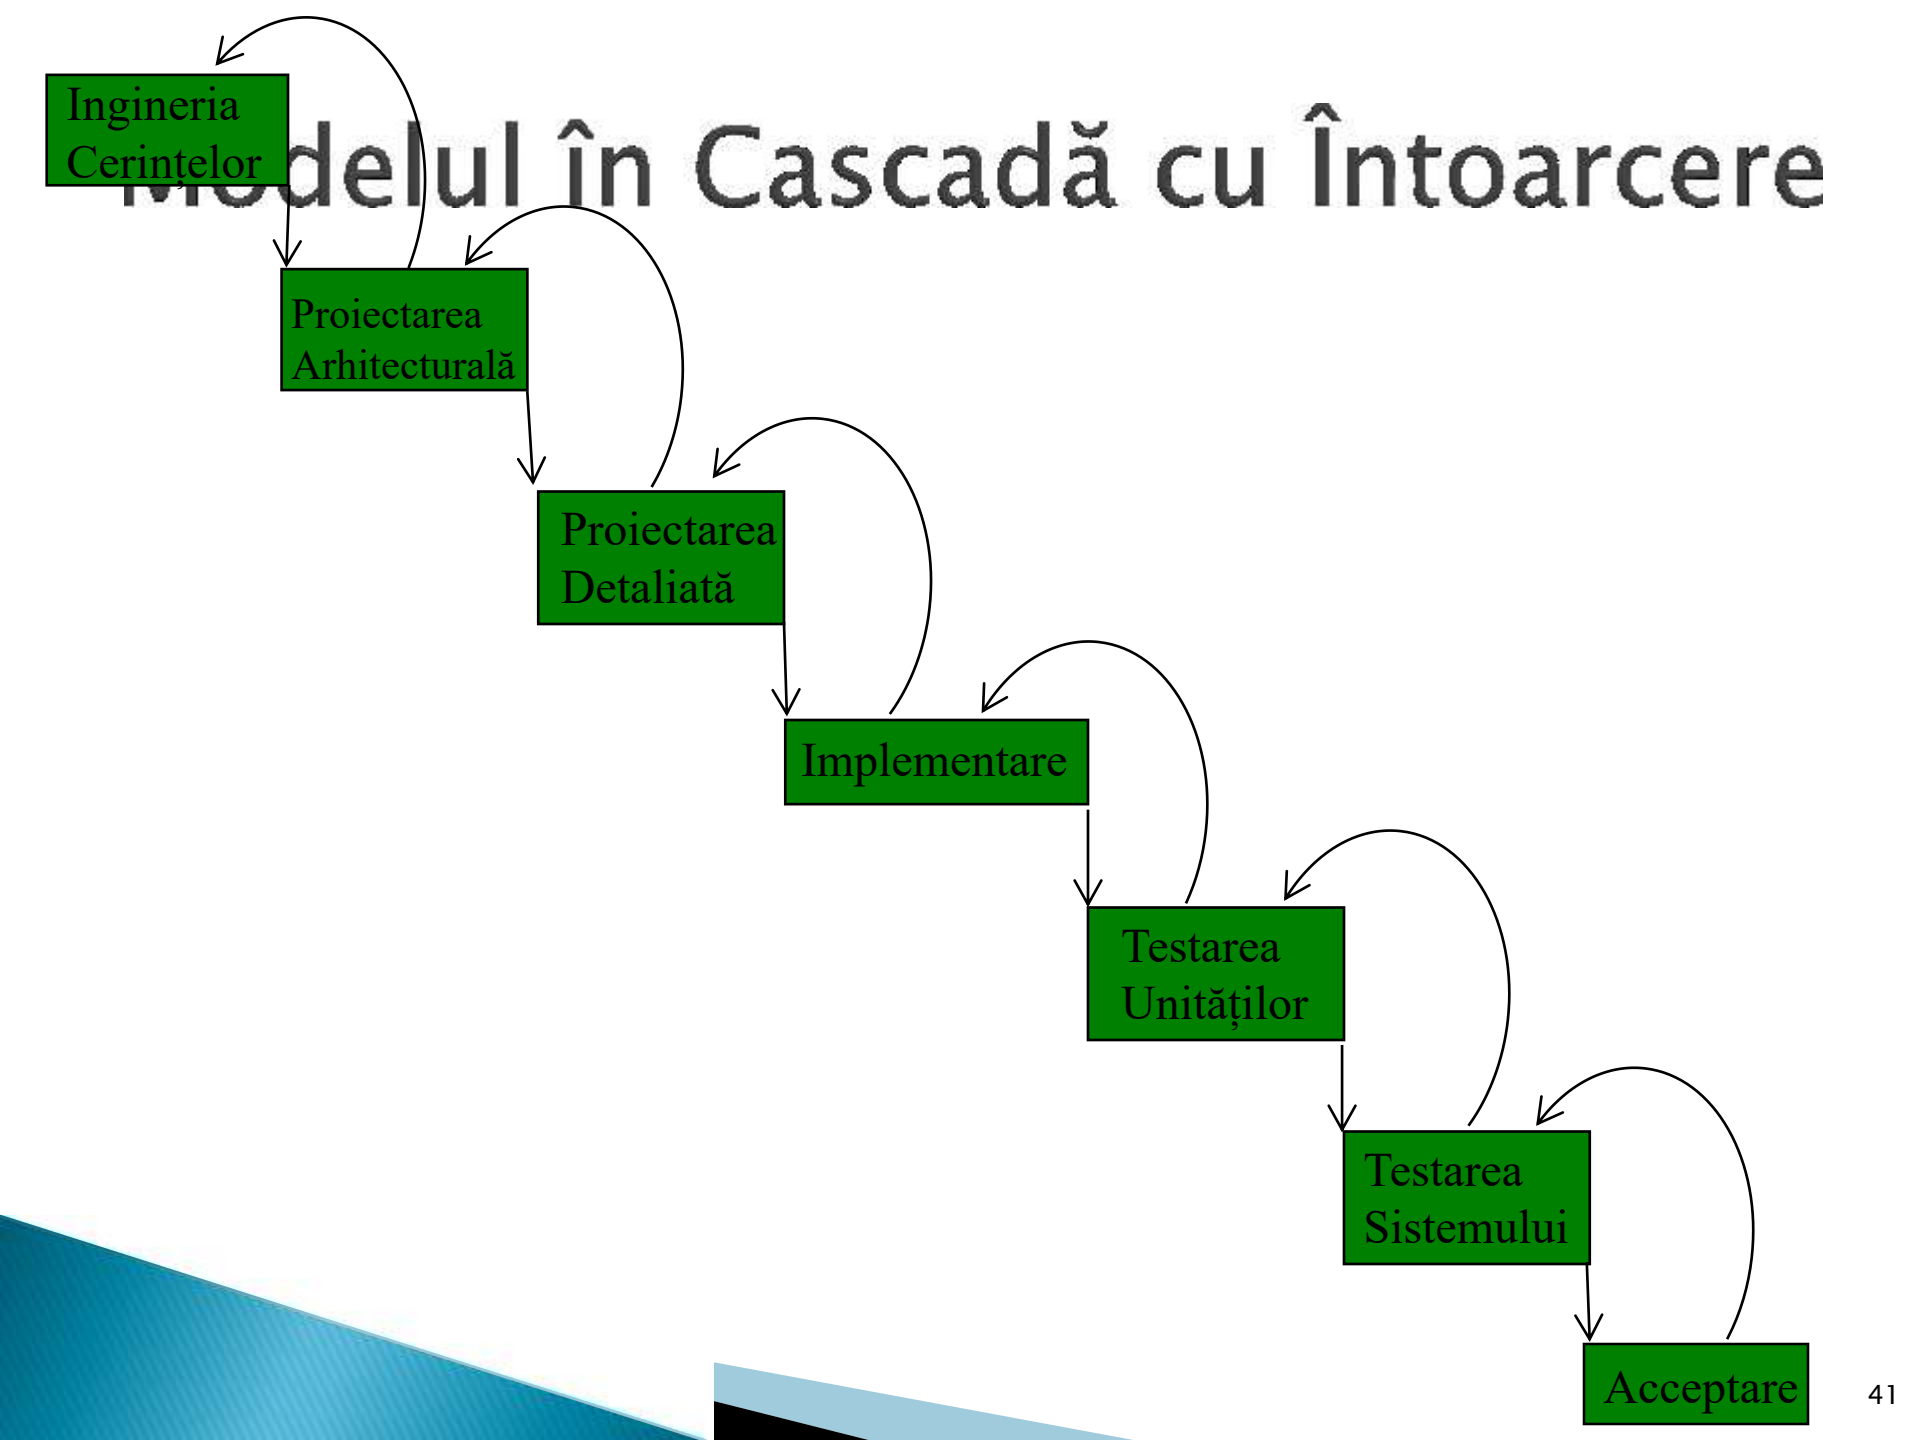 Modelul în Cascadă cu Întoarcere
Ingineria
Cerințelor
Proiectarea
Arhitecturală
Proiectarea
Detaliată
Implementare
Testarea
Unităților
Testarea
Sistemului
Acceptare
41